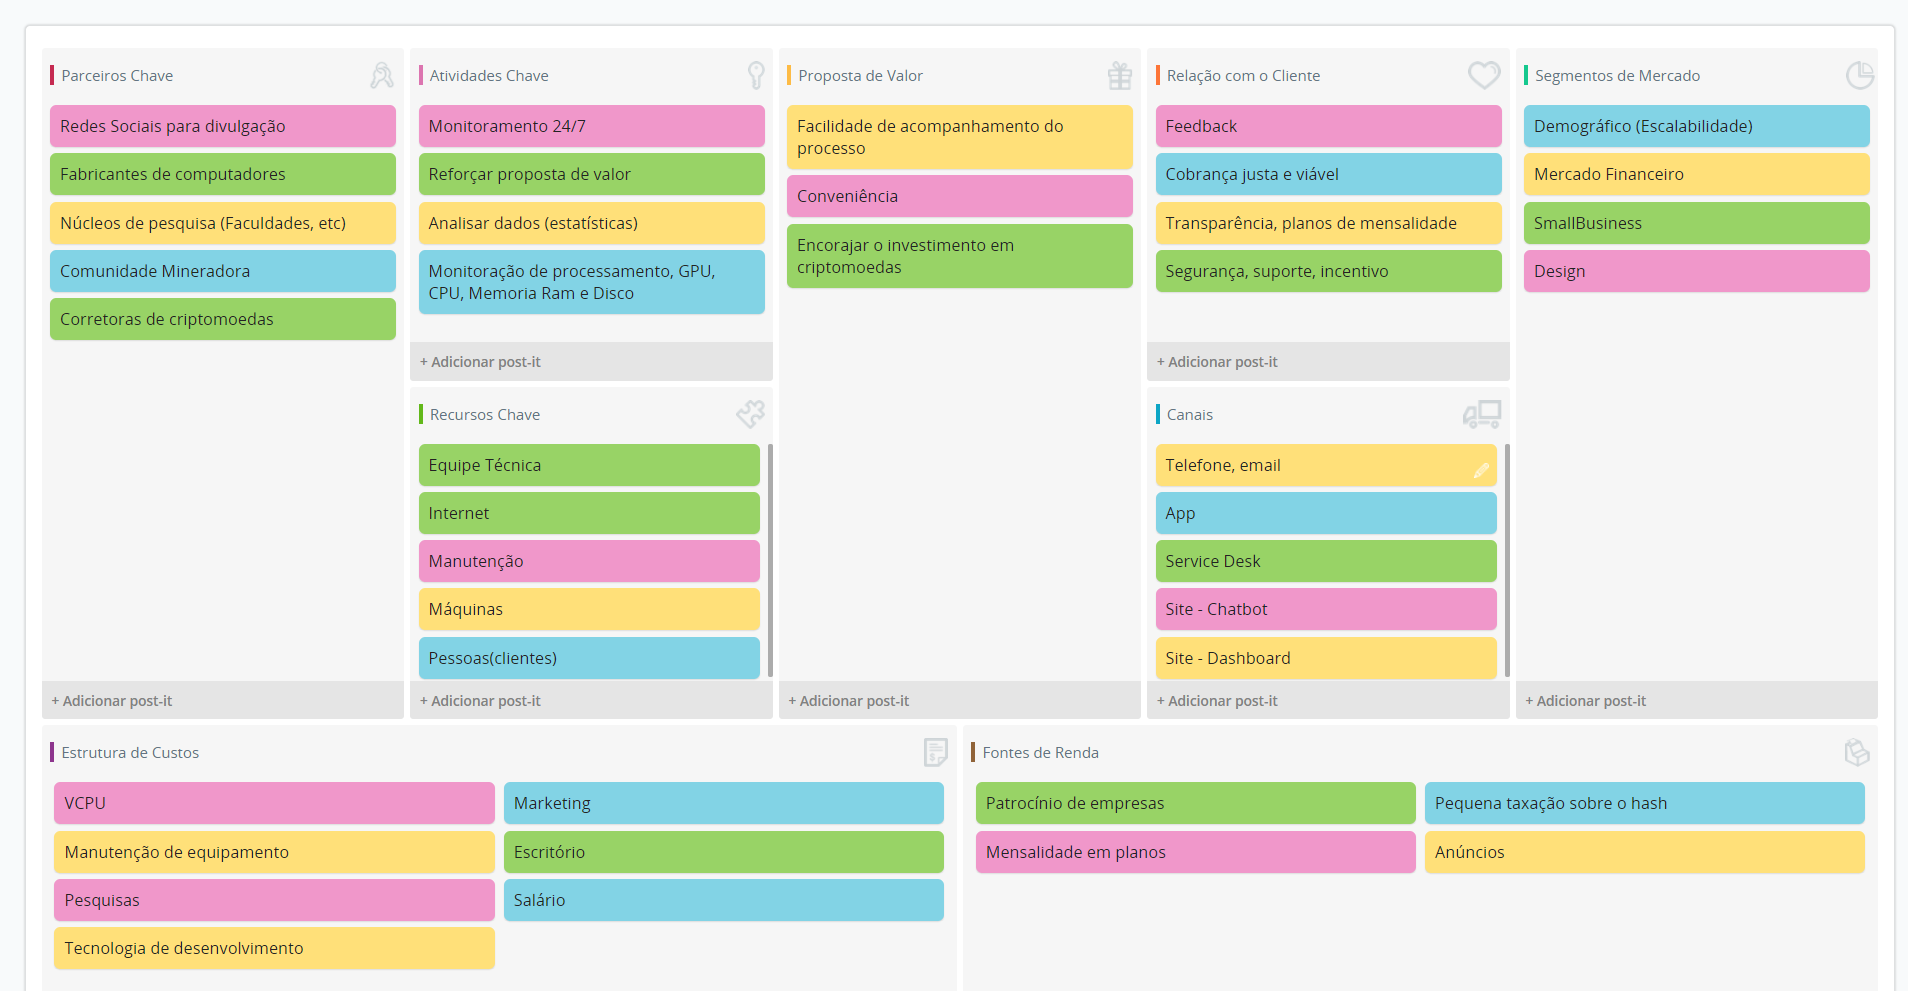 Parceiros Chave
Redes Sociais para divulgação
Fabricantes de computadores
Núcleos de pesquisa (Faculdades, etc)
Comunidade Mineradora
Corretoras de criptomoedas
+ Adicionar post-it
Atividades Chave
Monitoramento 24/7
Reforçar proposta de valor
Analisar dados (estatísticas)
Monitoração de processamento, GPU,
CPU, Memoria Ram e Disco
+ Adicionar post-it
Recursos Chave
Equipe Técnica
Internet
Manutenção
Máquinas
Pessoas(clientes)
+ Adicionar post-it
Proposta de Valor
Facilidade de acompanhamento do
processo
Conveniência
Encorajar o investimento em
criptomoedas
+ Adicionar post-it
Relação com o Cliente
Feedback
Cobrança justa e viável
Transparência, planos de mensalidade
Segurança, suporte, incentivo
+ Adicionar post-it
Canais
Telefone, email
App
Service Desk
Site - Chatbot
Site - Dashboard
+ Adicionar post-it
Segmentos de Mercado
Demográfico (Escalabilidade)
Mercado Financeiro
SmallBusiness
Design
+ Adicionar post-it
Estrutura de Custos
VCPU
Marketing
Manutenção de equipamento
Escritório
Pesquisas
Salário
Tecnologia de desenvolvimento
Fontes de Renda
Patrocínio de empresas
Pequena taxação sobre o hash
Mensalidade em planos
Anúncios